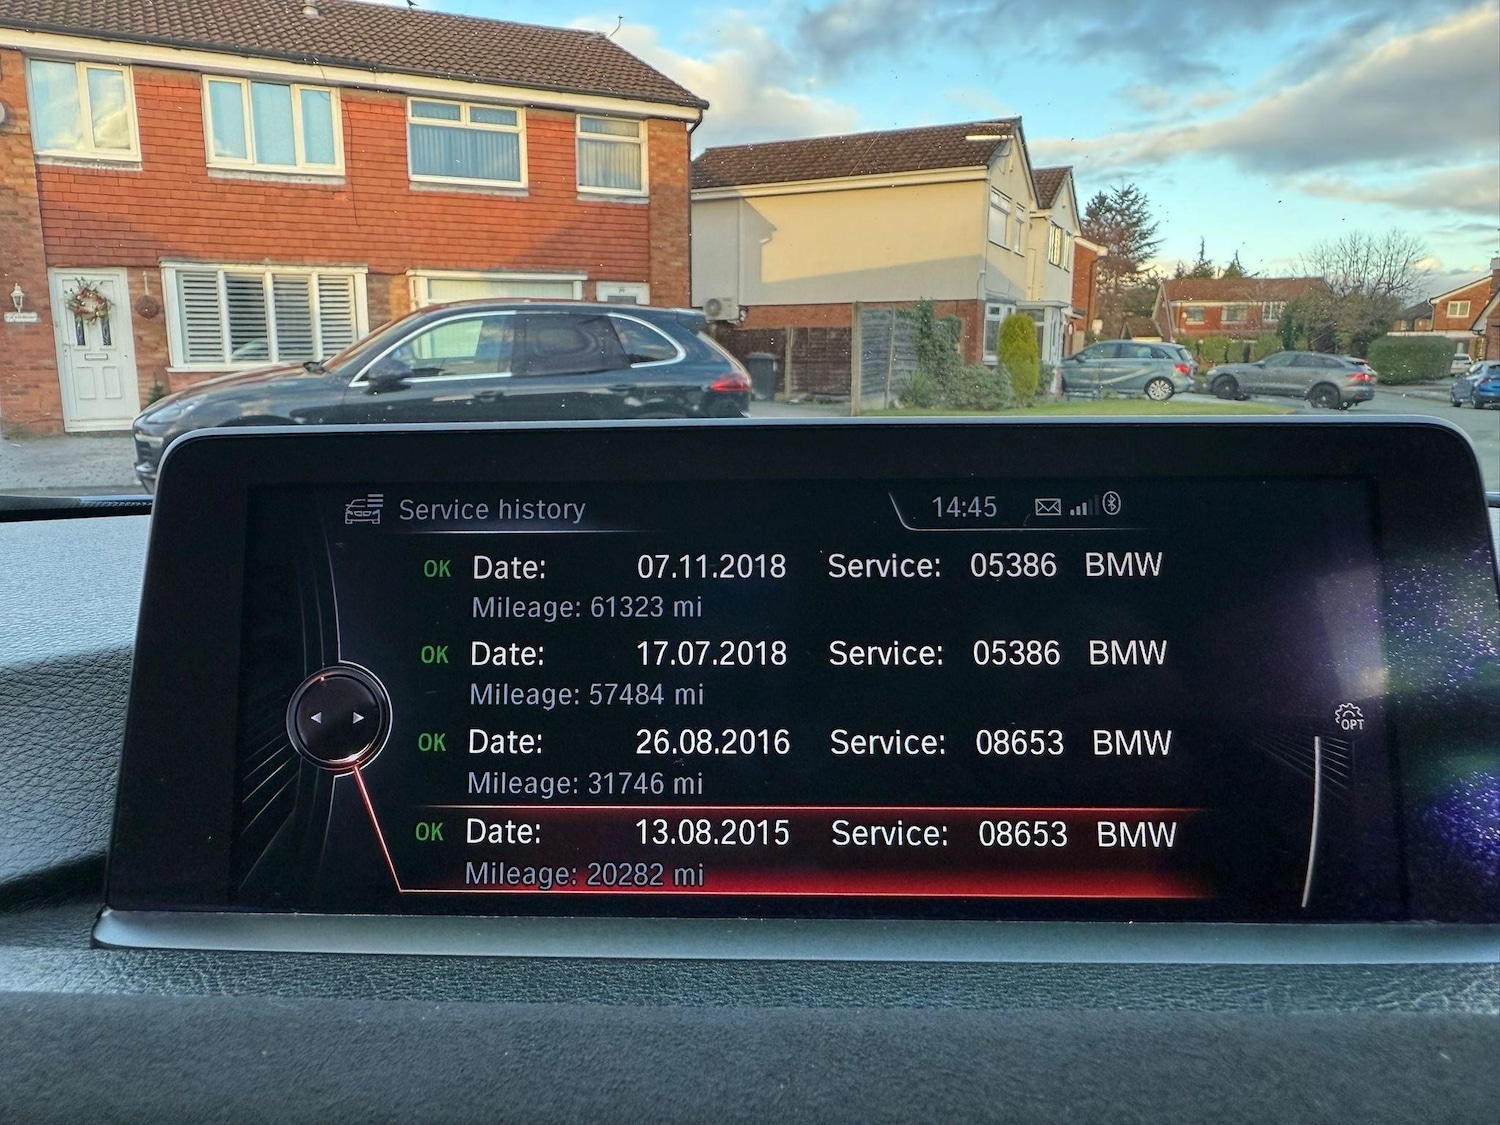 Service history
14:45
OK Date: 07.11.2018 Service: 05386 BMW
Mileage: 61323 mi
OK Date: 17.07.2018 Service: 05386 BMW
Mileage: 57484 mi
OK Date: 26.08.2016 Service: 08653 BMW
Mileage: 31746 mi
OPT
OK Date: 13.08.2015 Service: 08653 BMW
Mileage: 20282 mi